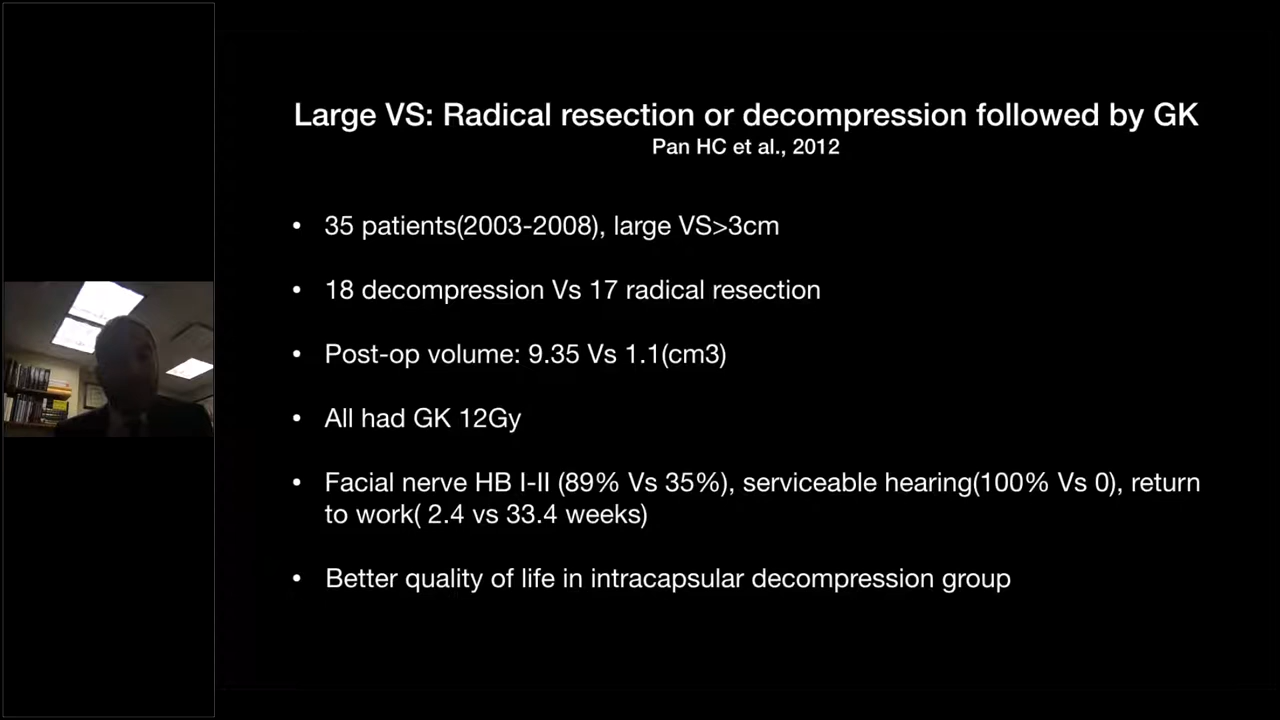 Large VS: Radical resection or decompression followed by GK
Pan HC et al., 2012
• 35 patients(2003-2008), large VS>3cm
• 18 decompression Vs 17 radical resection
• Post-op volume: 9.35 Vs 1.1(cm3)
• All had GK 12Gy
• Facial nerve HB I-II (89% Vs 35%), serviceable hearing(100% Vs 0), return
to work( 2.4 vs 33.4 weeks)
• Better quality of life in intracapsular decompression group